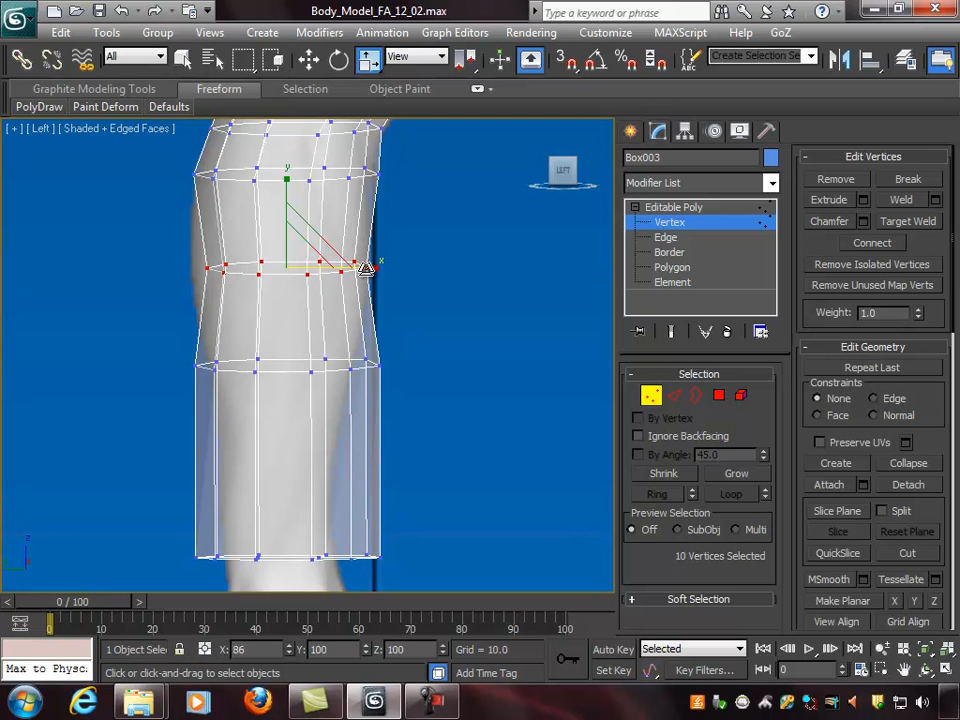 Body_Model_FA_12_02.max
Type a keyword or phrase
Edit Tools Group Views Create Modifiers Animation Graph Editors Rendering Customize MAXScript Help GoZ
All View 3 Create Selection Se
Graphite Modeling Tools Freeform Selection Object Paint
PolyDraw Paint Deform Defaults
[ + ] [ Left ] [ Shaded + Edged Faces ]
LEFT
y
x
z
Box003
Modifier List
Editable Poly
Vertex
Edge
Border
Polygon
Element
Selection
By Vertex
Ignore Backfacing
By Angle: 45.0
Shrink Grow
Ring Loop
Preview Selection
Off SubObj Multi
10 Vertices Selected
Soft Selection
Edit Vertices
Remove Break
Extrude Weld
Chamfer Target Weld
Connect
Remove Isolated Vertices
Remove Unused Map Verts
Weight: 1.0
Edit Geometry
Repeat Last
Constraints
None Edge
Face Normal
Preserve UVs
Create Collapse
Attach Detach
Slice Plane Split
Slice Reset Plane
QuickSlice Cut
MSmooth Tessellate
Make Planar X Y Z
View Align Grid Align
0 / 100
0 10 20 30 40 50 60 70 80 90 100
1 Object Selec X: 86 Y: 100 Z: 100 Grid = 10.0
Auto Key Selected
Max to Physc
Click or click-and-drag to select objects
Add Time Tag
Set Key Key Filters... 0